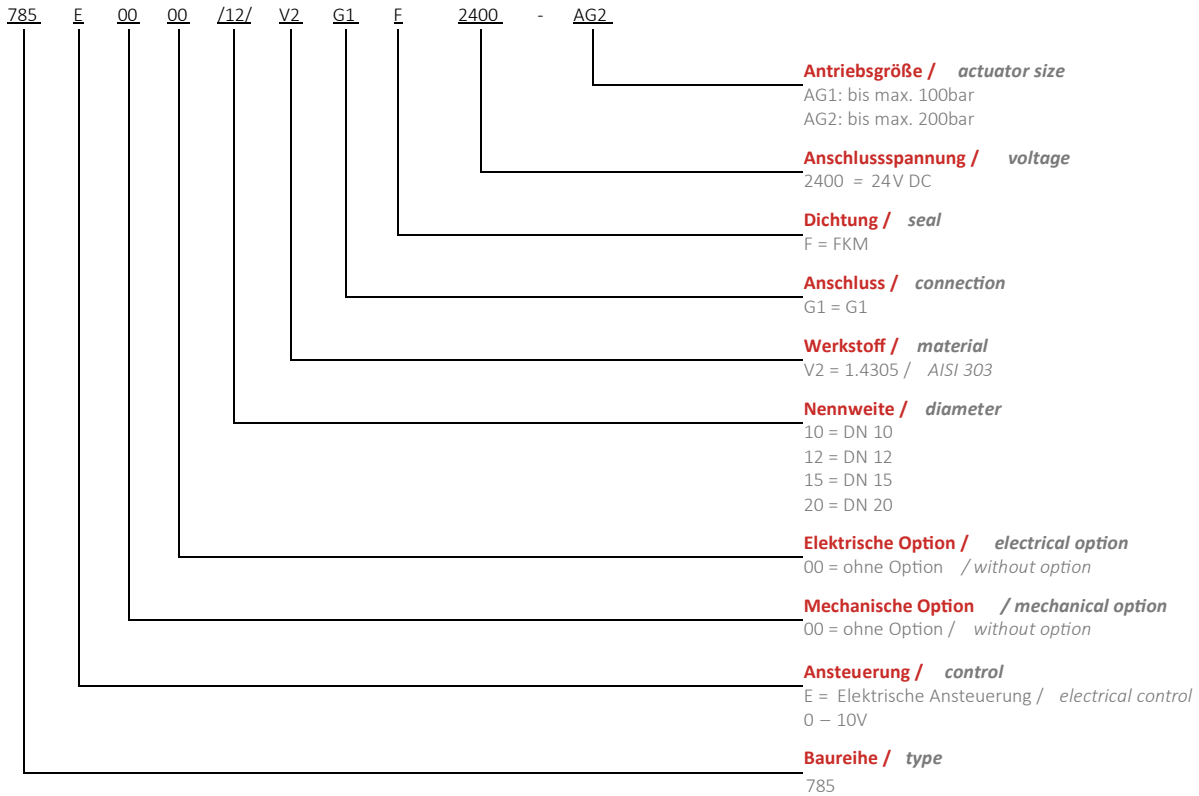 785 E 00 00 /12/ V2 G1 F 2400 - AG2
Antriebsgröße / actuator size
AG1: bis max. 100bar
AG2: bis max. 200bar
Anschlussspannung / voltage
2400 = 24V DC
Dichtung / seal
F = FKM
Anschluss / connection
G1 = G1
Werkstoff / material
V2 = 1.4305 / AISI 303
Nennweite / diameter
10 = DN 10
12 = DN 12
15 = DN 15
20 = DN 20
Elektrische Option / electrical option
00 = ohne Option / without option
Mechanische Option / mechanical option
00 = ohne Option / without option
Ansteuerung / control
E = Elektrische Ansteuerung / electrical control
0 – 10V
Baureihe / type
785